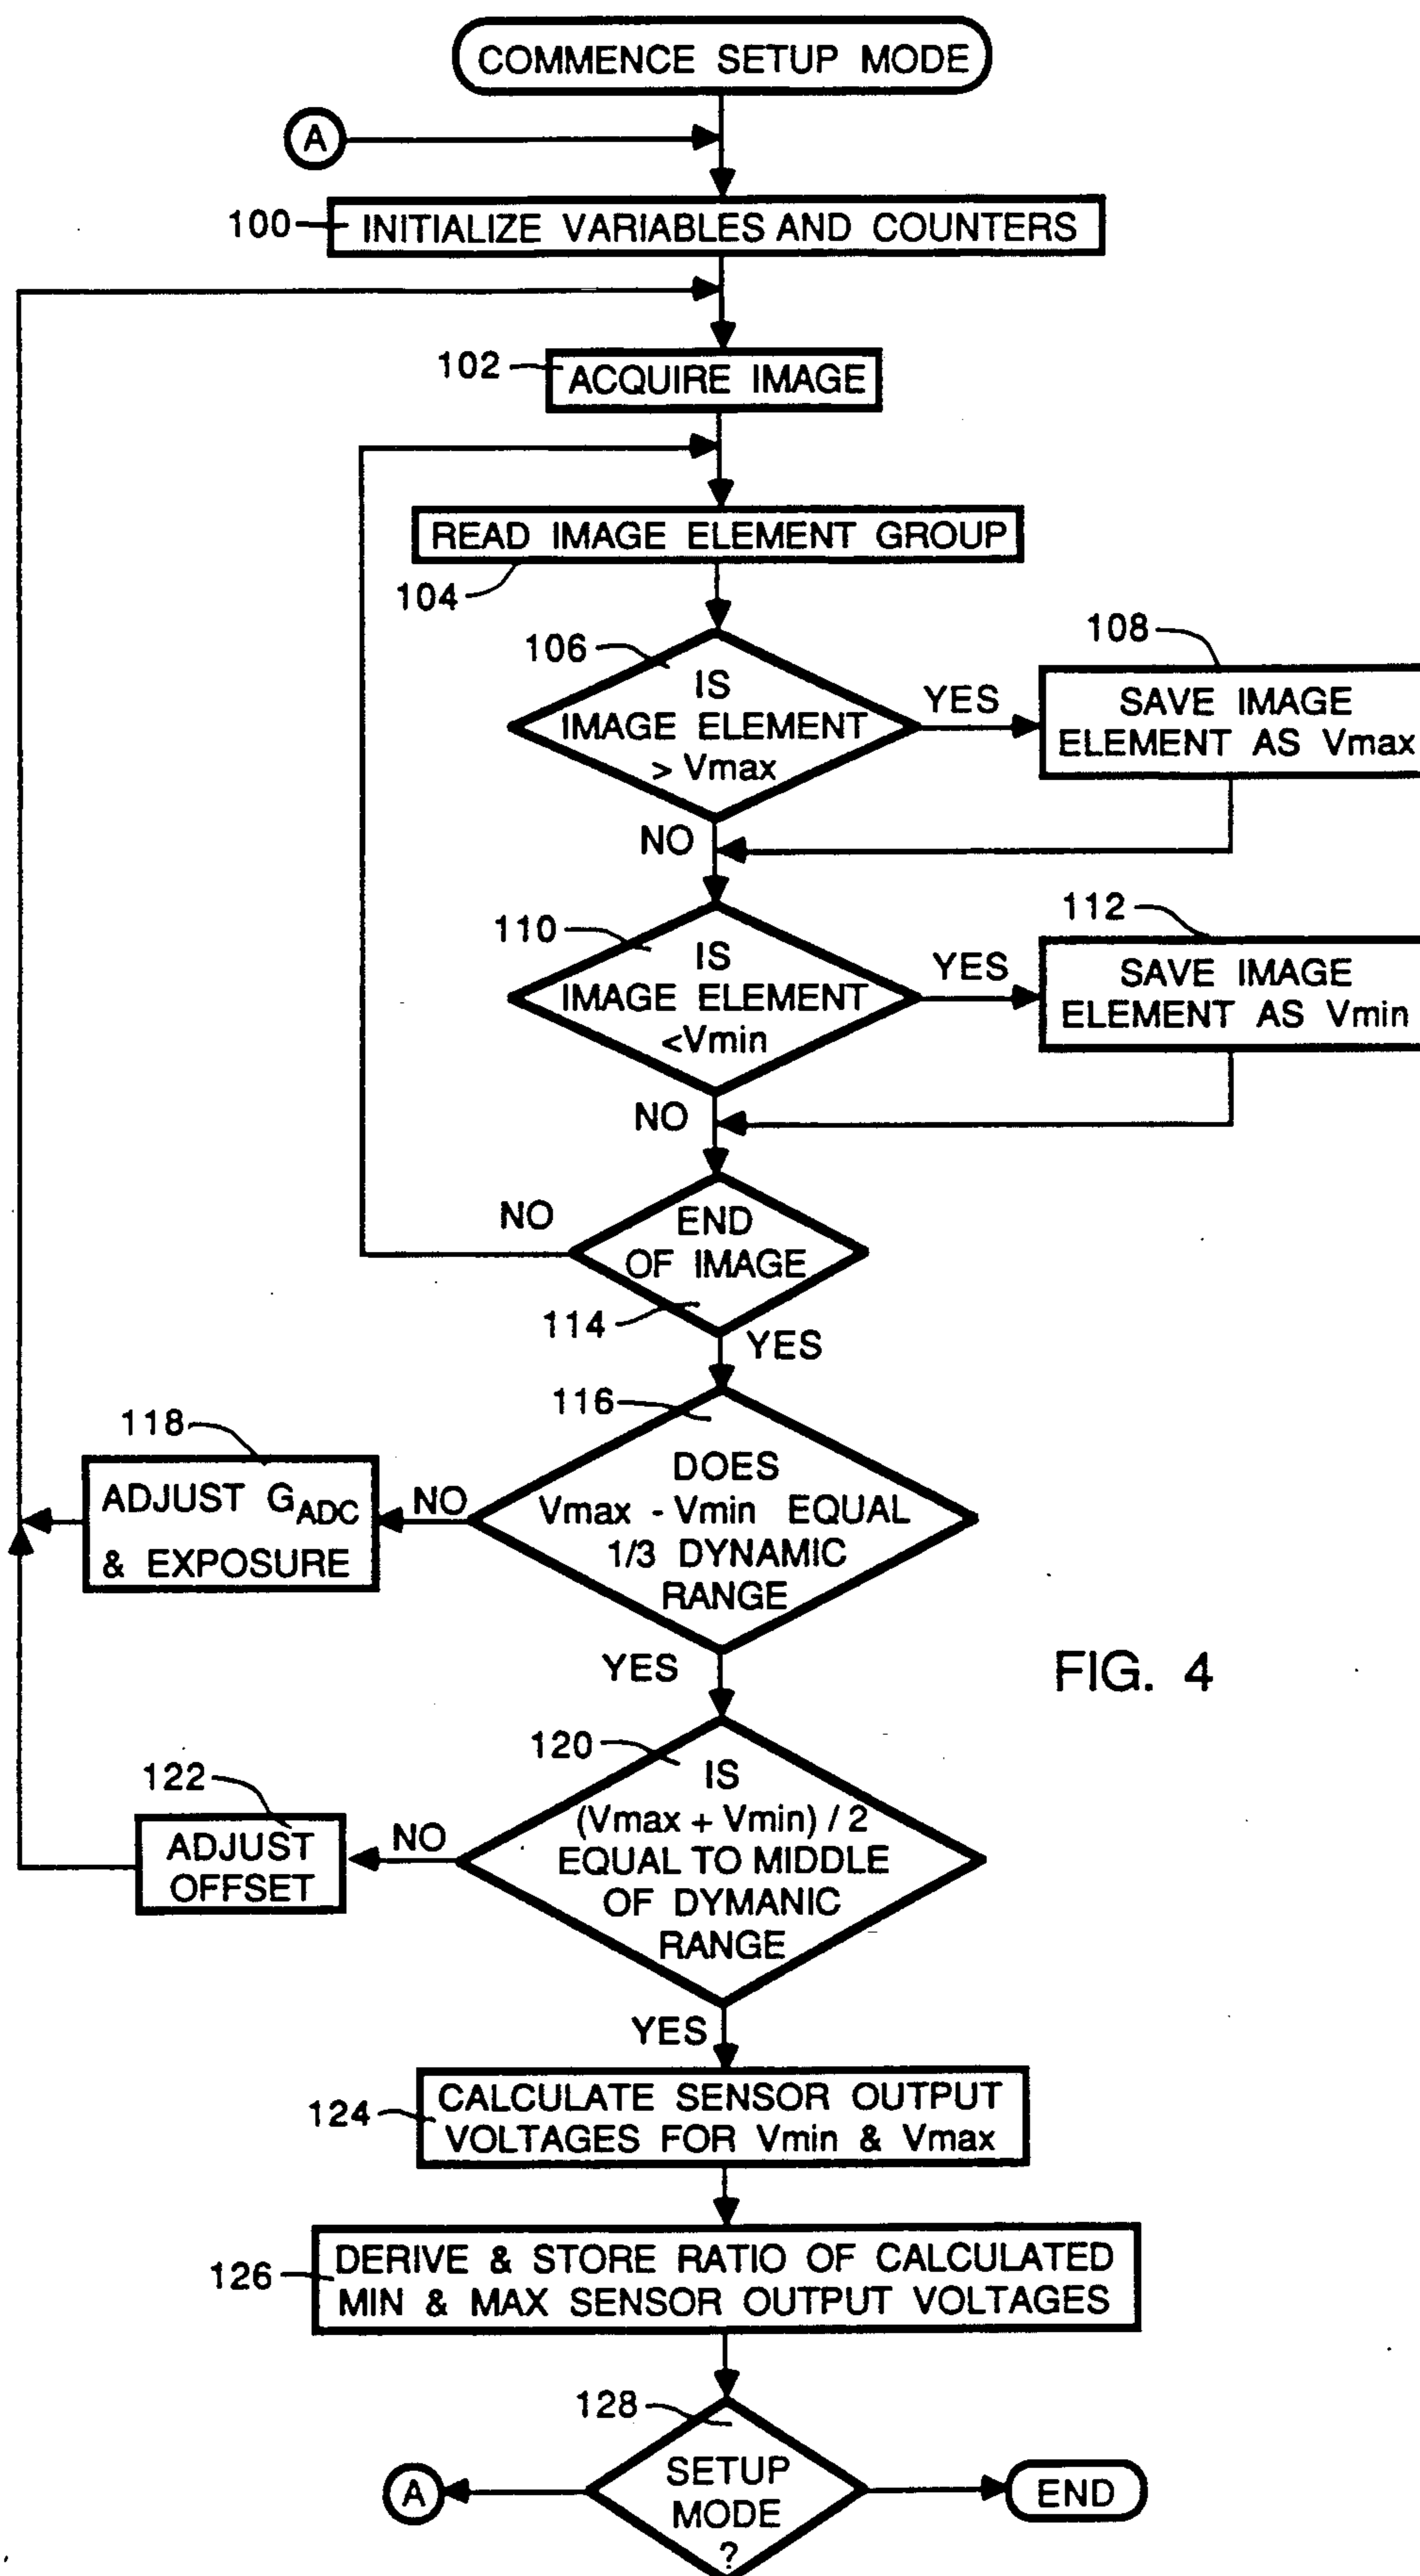 COMMENCE SETUP MODE
A
100
INITIALIZE VARIABLES AND COUNTERS
102
ACQUIRE IMAGE
READ IMAGE ELEMENT GROUP
104
106
IS
IMAGE ELEMENT
> Vmax
YES
108
SAVE IMAGE
ELEMENT AS Vmax
NO
110
IS
IMAGE ELEMENT
<Vmin
YES
112
SAVE IMAGE
ELEMENT AS Vmin
NO
NO
END
OF IMAGE
114
YES
116
DOES
Vmax - Vmin EQUAL
1/3 DYNAMIC
RANGE
NO
118
ADJUST GADC
& EXPOSURE
YES
FIG. 4
120
IS
(Vmax + Vmin) / 2
EQUAL TO MIDDLE
OF DYMANIC
RANGE
NO
122
ADJUST
OFFSET
YES
124
CALCULATE SENSOR OUTPUT
VOLTAGES FOR Vmin & Vmax
126
DERIVE & STORE RATIO OF CALCULATED
MIN & MAX SENSOR OUTPUT VOLTAGES
128
SETUP
MODE
?
A
END